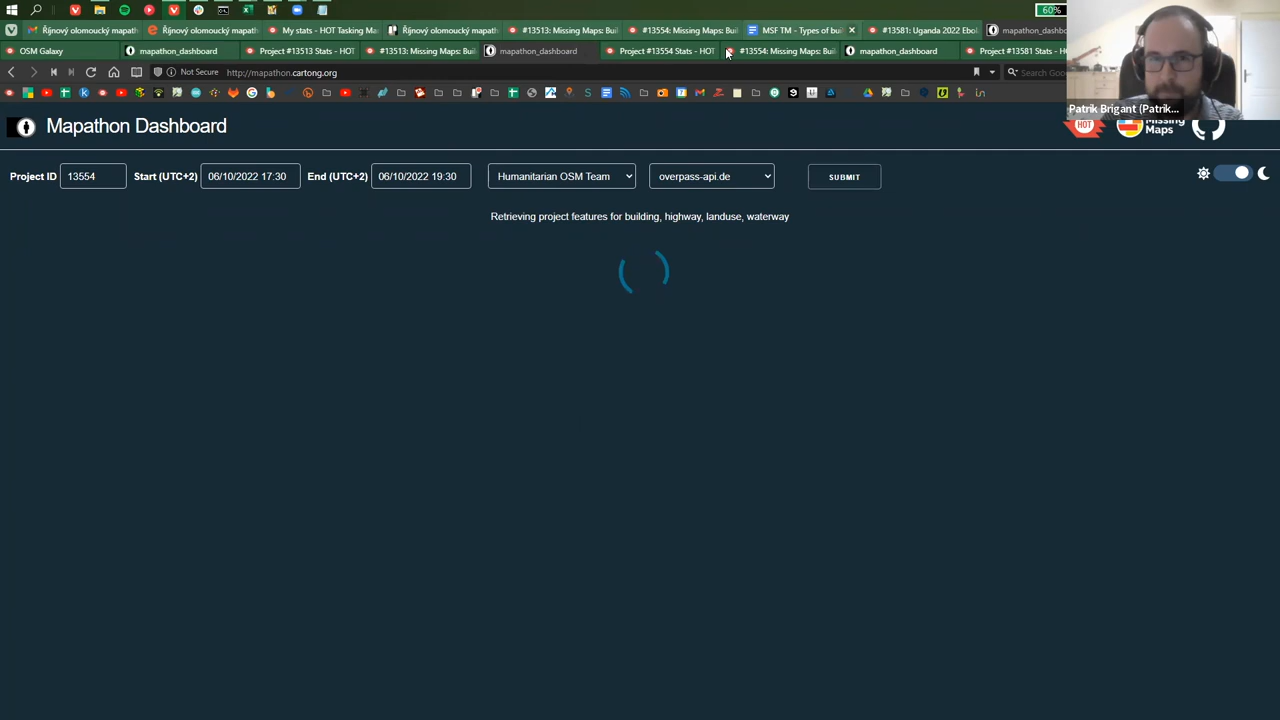 60%
Říjnový olomoucký mapath
Říjnový olomoucký mapath
My stats - HOT Tasking Ma
Říjnový olomoucký mapath
#13513: Missing Maps: Bui
#13554: Missing Maps: Bui
MSF TM - Types of bu
#13581: Uganda 2022 Ebol
mapathon_dashbo
OSM Galaxy
mapathon_dashboard
Project #13513 Stats - HOT
#13513: Missing Maps: Bui
mapathon_dashboard
Project #13554 Stats - HOT
#13554: Missing Maps: Bui
mapathon_dashboard
Project #13581 Stats - HO
Not Secure http://mapathon.cartong.org
Search Goo
Patrik Brigant (Patrik...
Mapathon Dashboard
HOT
Missing Maps
Project ID 13554 Start (UTC+2) 06/10/2022 17:30 End (UTC+2) 06/10/2022 19:30 Humanitarian OSM Team overpass-api.de SUBMIT
Retrieving project features for building, highway, landuse, waterway